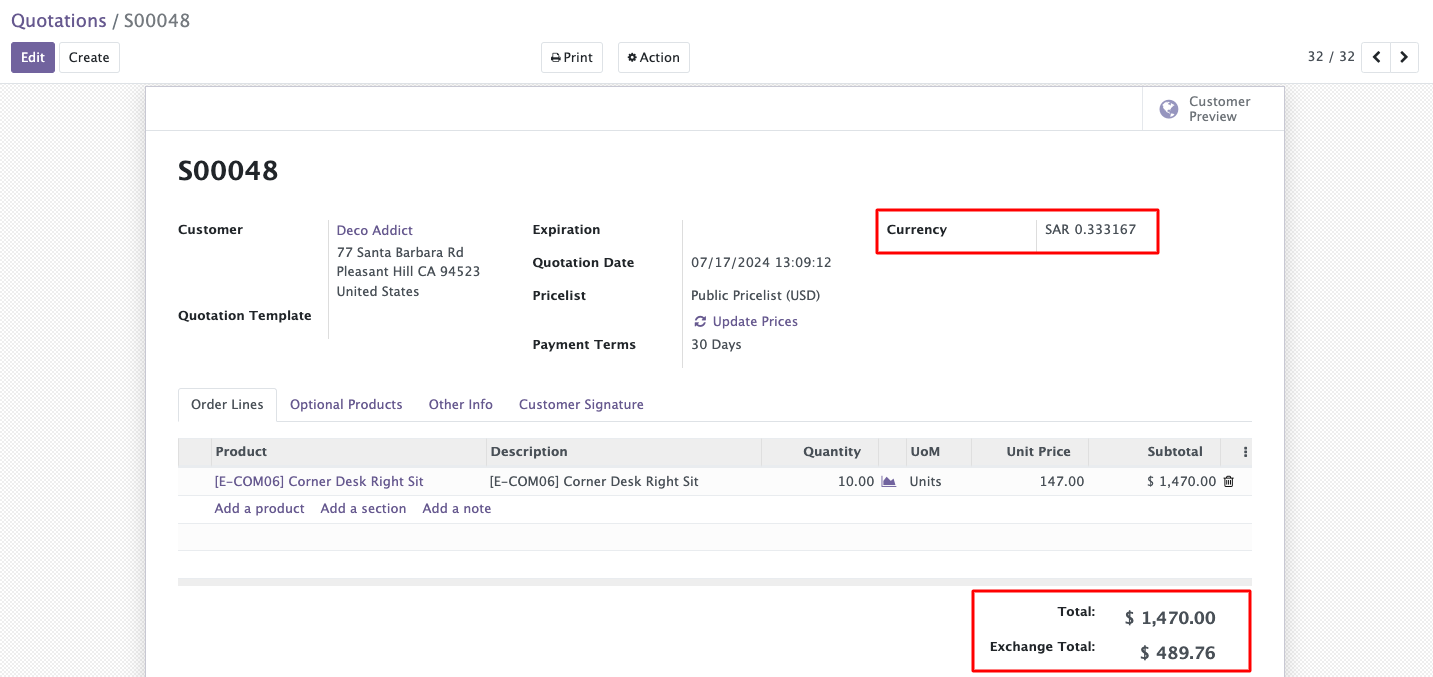 Quotations / S00048
Edit Create Print Action 32 / 32
Customer
Preview
S00048
Customer
Deco Addict
77 Santa Barbara Rd
Pleasant Hill CA 94523
United States
Quotation Template
Expiration
Quotation Date 07/17/2024 13:09:12
Pricelist Public Pricelist (USD)
Update Prices
Payment Terms 30 Days
Currency SAR 0.333167
Order Lines Optional Products Other Info Customer Signature
Product Description Quantity UoM Unit Price Subtotal
[E-COM06] Corner Desk Right Sit [E-COM06] Corner Desk Right Sit 10.00 Units 147.00 $ 1,470.00
Add a product Add a section Add a note
Total: $ 1,470.00
Exchange Total: $ 489.76